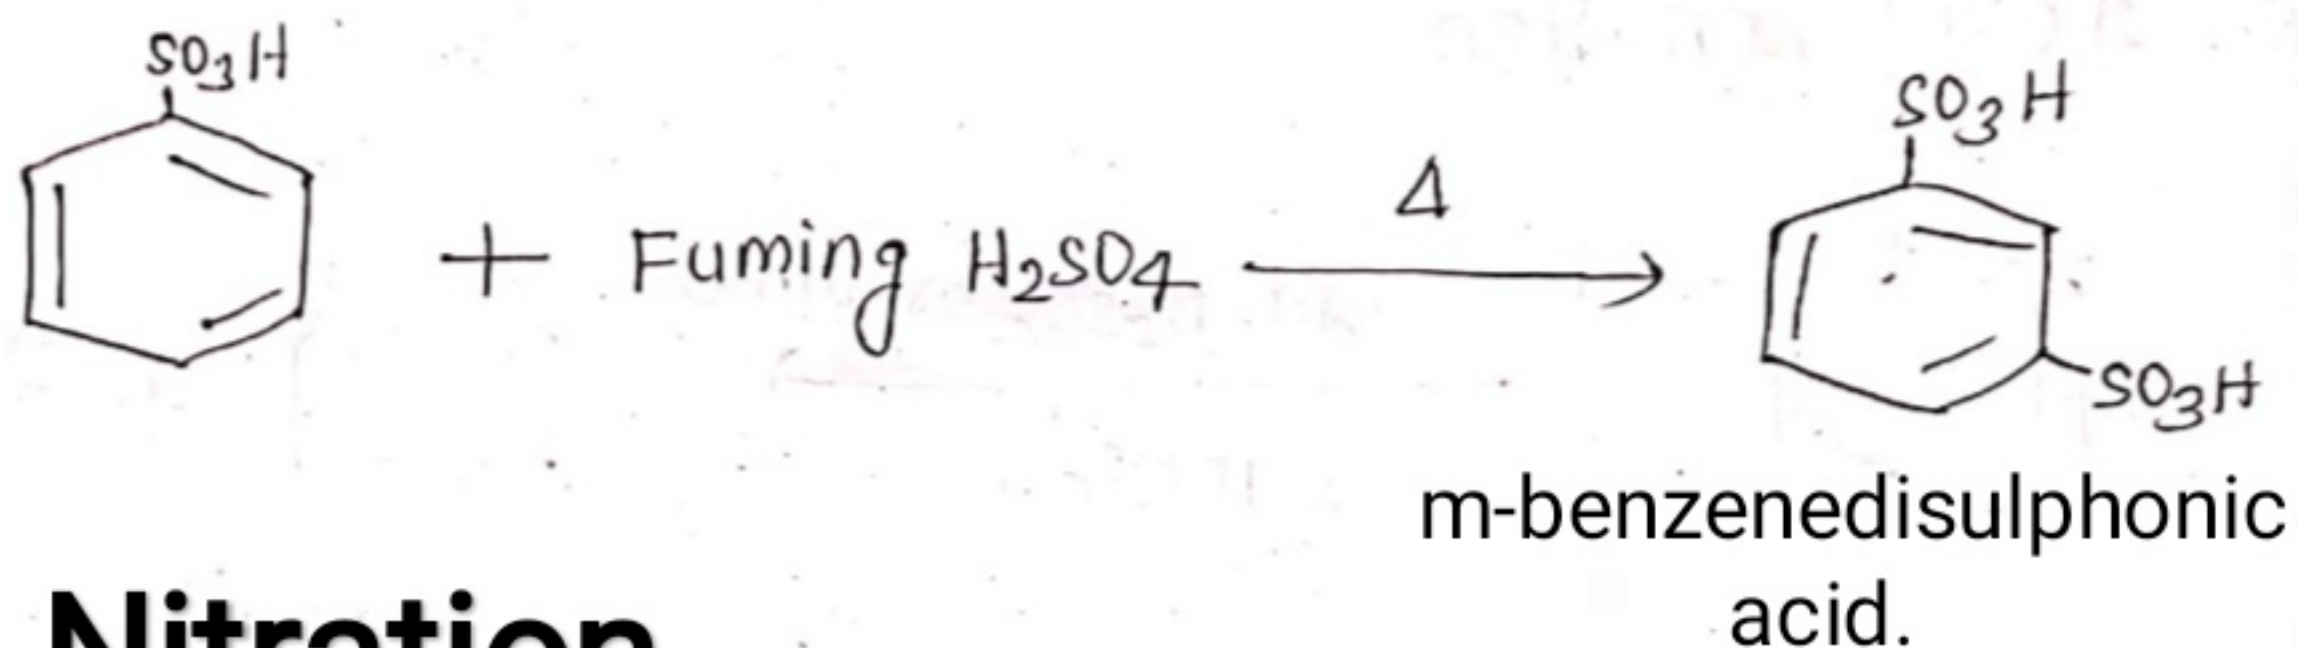 SO₃H
+ Fuming H₂SO₄
Δ
SO₃H
SO₃H
m-benzenedisulphonic
acid.
Nitration